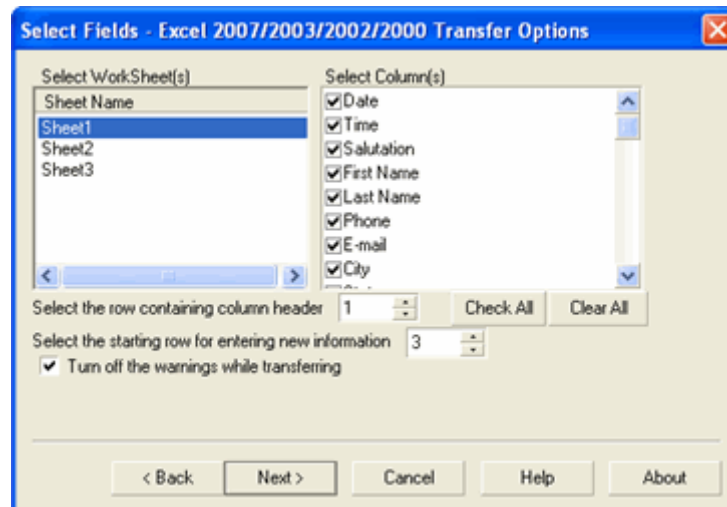 Select Fields - Excel 2007/2003/2002/2000 Transfer Options
Select WorkSheet(s)
Sheet Name
Sheet1
Sheet2
Sheet3
Select Column(s)
Date
Time
Salutation
First Name
Last Name
Phone
E-mail
City
Select the row containing column header 1 Check All Clear All
Select the starting row for entering new information 3
Turn off the warnings while transferring
< Back Next > Cancel Help About